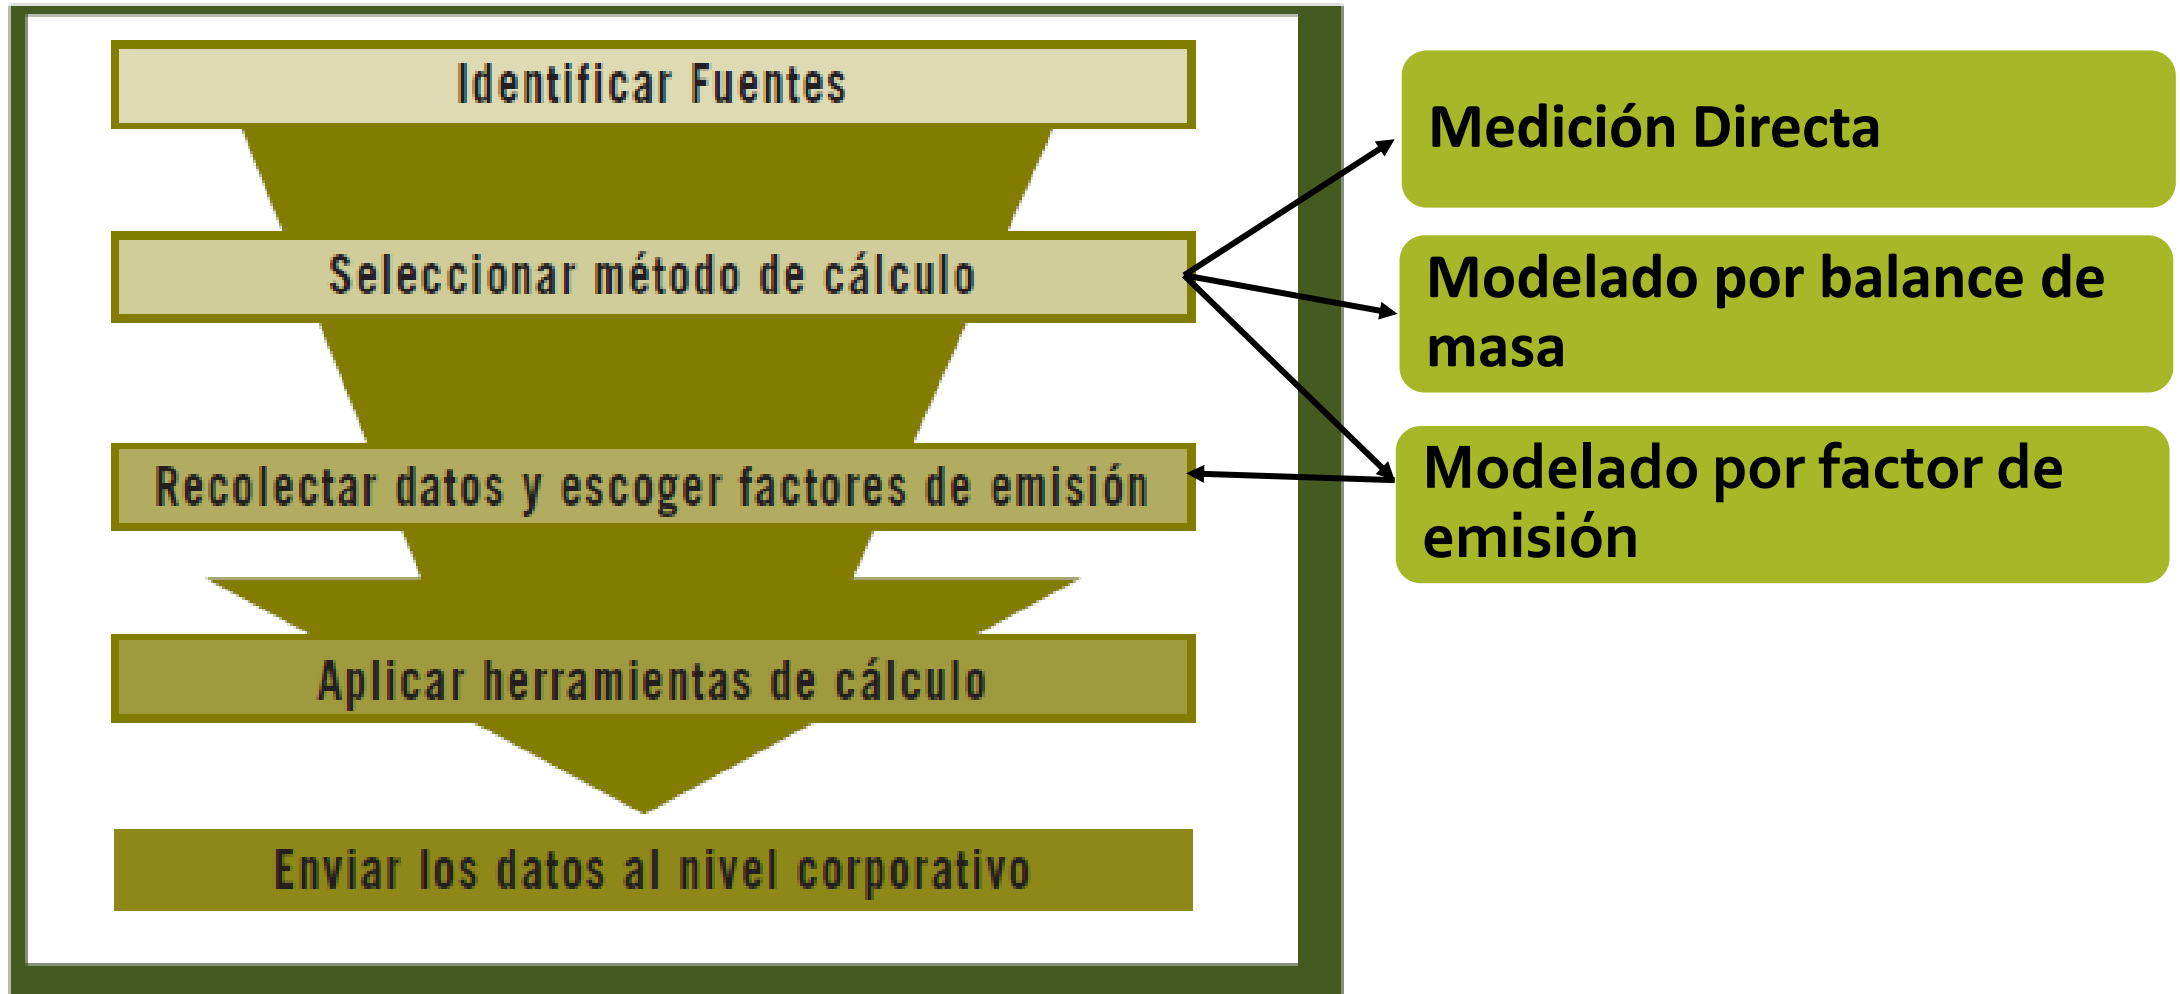 Identificar Fuentes
Seleccionar método de cálculo
Recolectar datos y escoger factores de emisión
Aplicar herramientas de cálculo
Enviar los datos al nivel corporativo
Medición Directa
Modelado por balance de
masa
Modelado por factor de
emisión